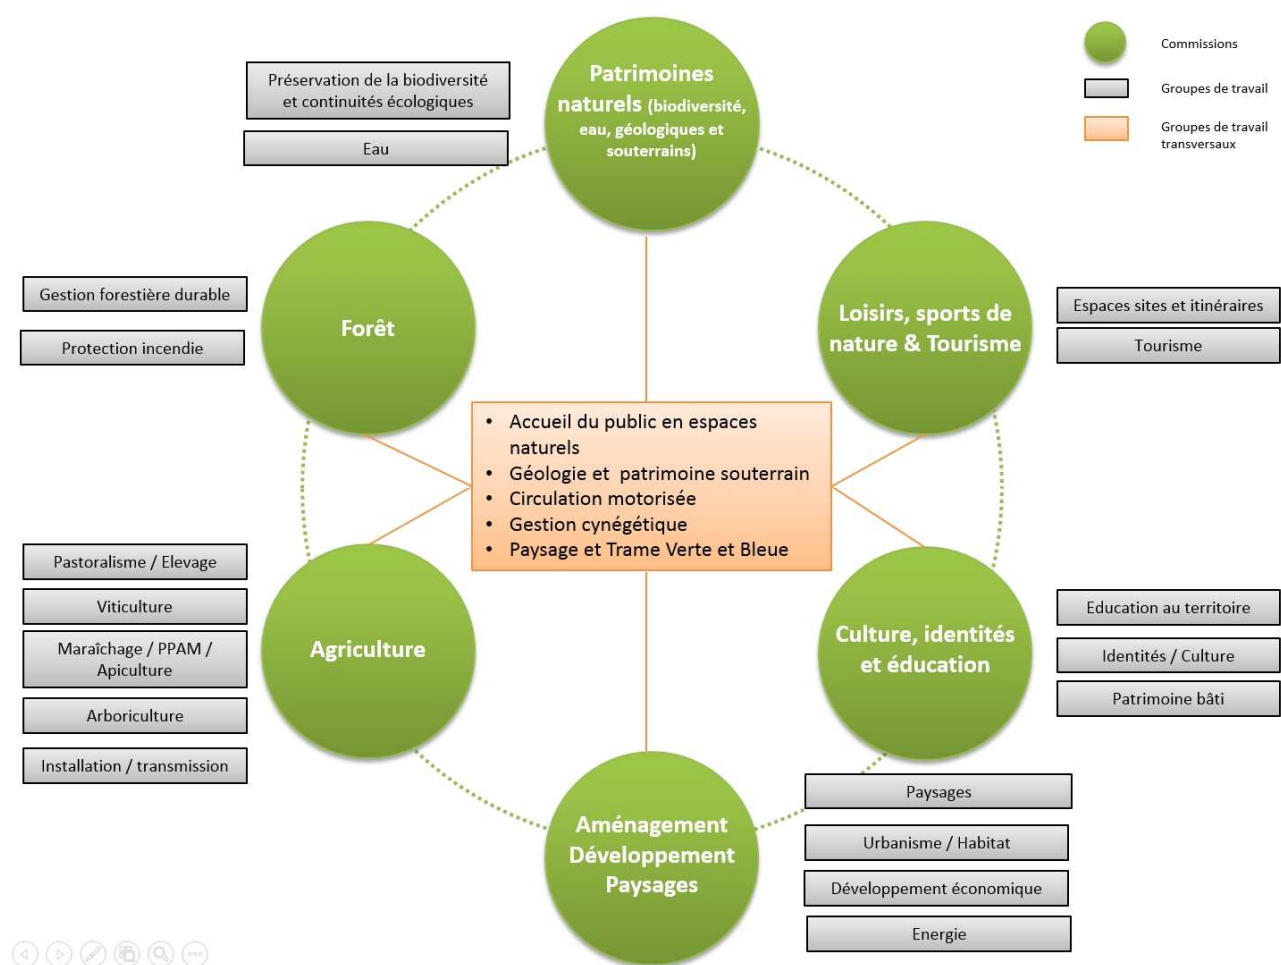 Patrimoines
naturels (biodiversité,
eau, géologiques et
souterrains)
Commissions
Groupes de travail
Groupes de travail
transversaux
Préservation de la biodiversité
et continuités écologiques
Eau
Gestion forestière durable
Protection incendie
Forêt
Loisirs, sports de
nature & Tourisme
Espaces sites et itinéraires
Tourisme
• Accueil du public en espaces
naturels
• Géologie et patrimoine souterrain
• Circulation motorisée
• Gestion cynégétique
• Paysage et Trame Verte et Bleue
Pastoralisme / Elevage
Viticulture
Maraîchage / PPAM /
Apiculture
Arboriculture
Installation / transmission
Agriculture
Culture, identités
et éducation
Education au territoire
Identités / Culture
Patrimoine bâti
Aménagement
Développement
Paysages
Paysages
Urbanisme / Habitat
Développement économique
Energie